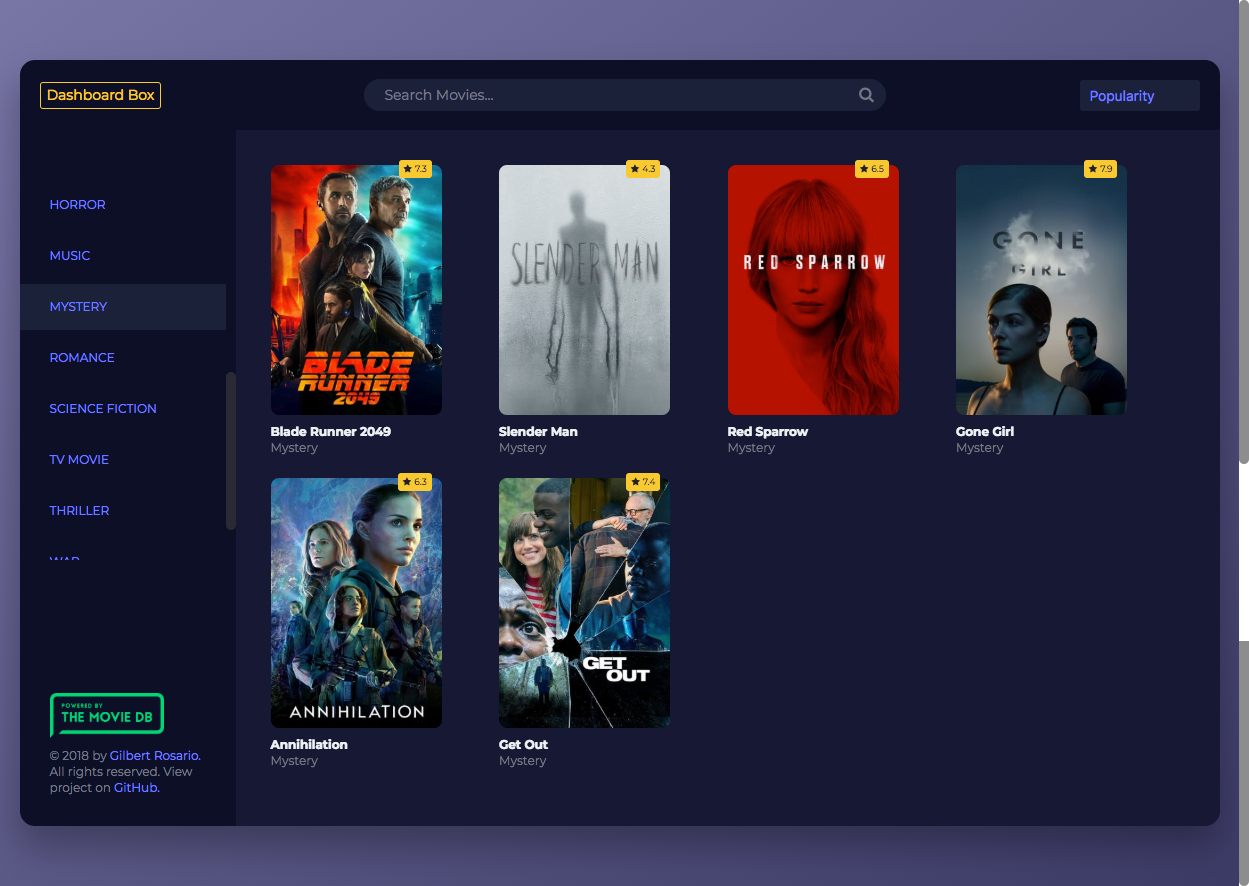 Dashboard Box
Search Movies...
Popularity
HORROR
MUSIC
MYSTERY
ROMANCE
SCIENCE FICTION
TV MOVIE
THRILLER
WAR
POWERED BY
THE MOVIE DB
© 2018 by Gilbert Rosario.
All rights reserved. View
project on GitHub.
★ 7.3
BLADE
RUNNER
2049
Blade Runner 2049
Mystery
★ 4.3
SLENDER MAN
Slender Man
Mystery
★ 6.5
RED SPARROW
Red Sparrow
Mystery
★ 7.9
GONE
GIRL
Gone Girl
Mystery
★ 6.3
ANNIHILATION
Annihilation
Mystery
★ 7.4
GET
OUT
Get Out
Mystery